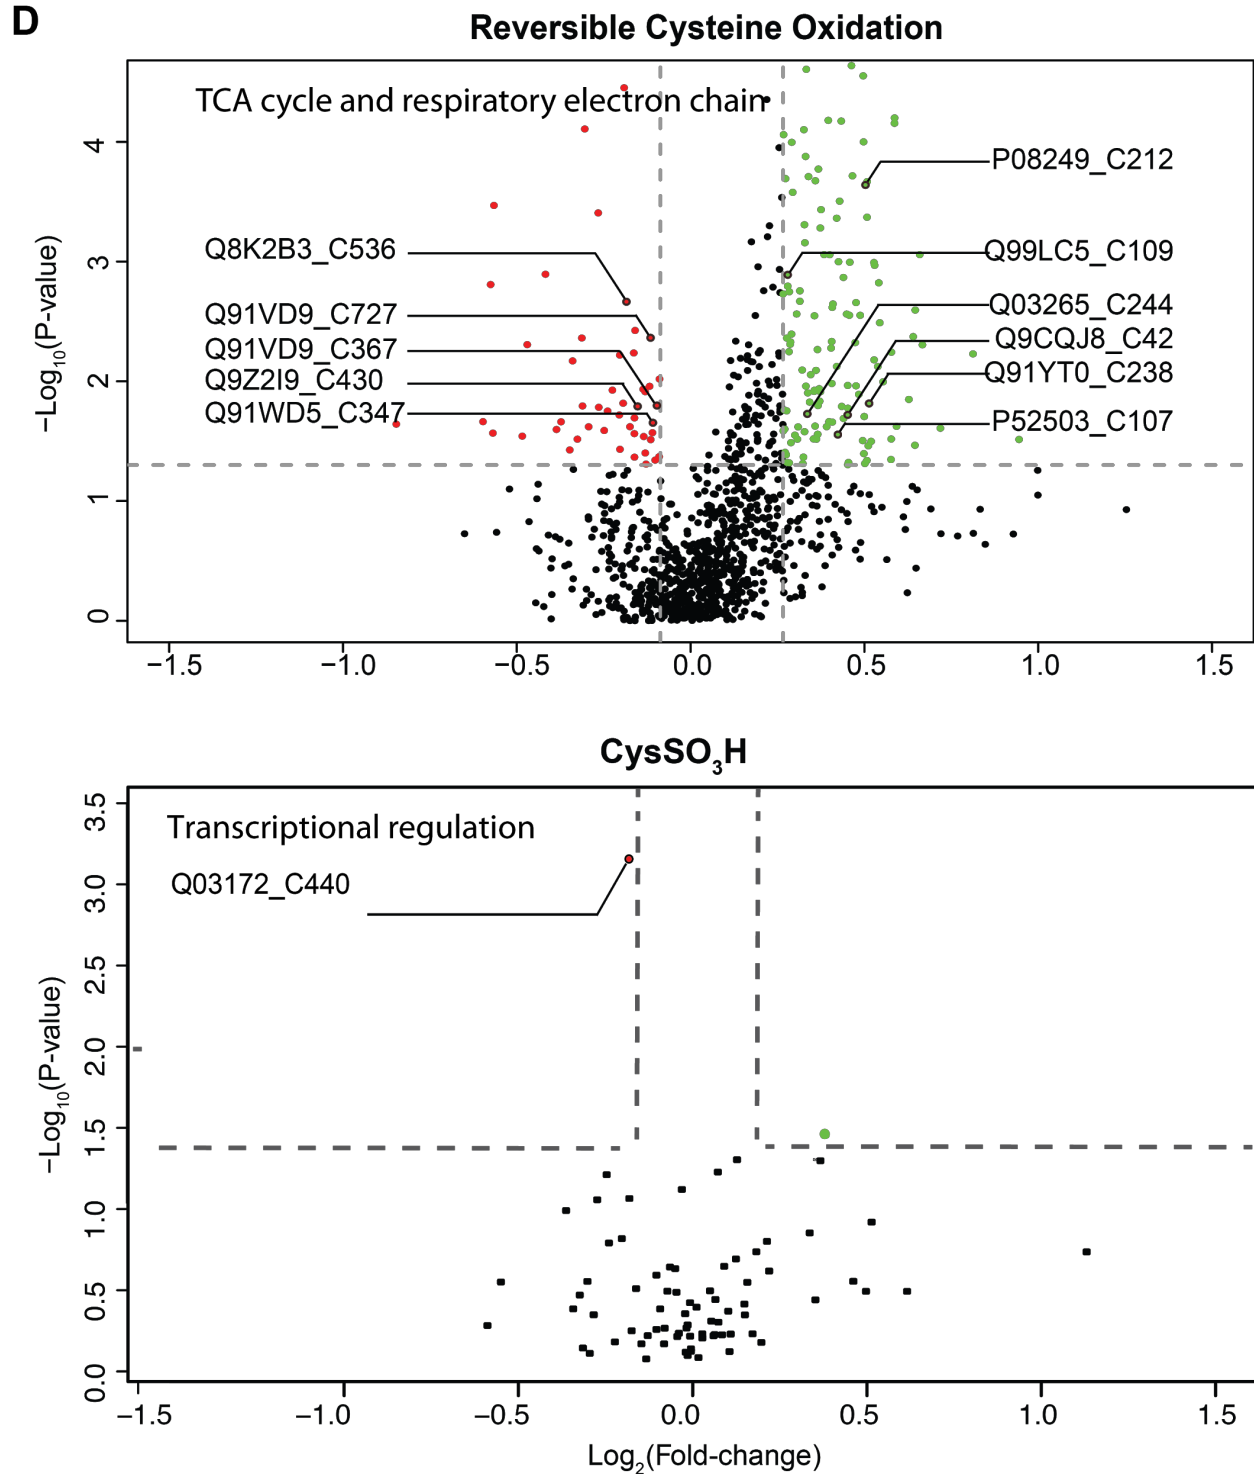 D
Reversible Cysteine Oxidation
TCA cycle and respiratory electron chain
P08249_C212
Q8K2B3_C536
Q99LC5_C109
Q91VD9_C727
Q03265_C244
Q91VD9_C367
Q9CQJ8_C42
Q9Z2I9_C430
Q91YT0_C238
Q91WD5_C347
P52503_C107
−Log10(P-value)
4
3
2
1
0
−1.5 −1.0 −0.5 0.0 0.5 1.0 1.5
CysSO3H
Transcriptional regulation
Q03172_C440
−Log10(P-value)
3.5
3.0
2.5
2.0
1.5
1.0
0.5
0.0
−1.5 −1.0 −0.5 0.0 0.5 1.0 1.5
Log2(Fold-change)